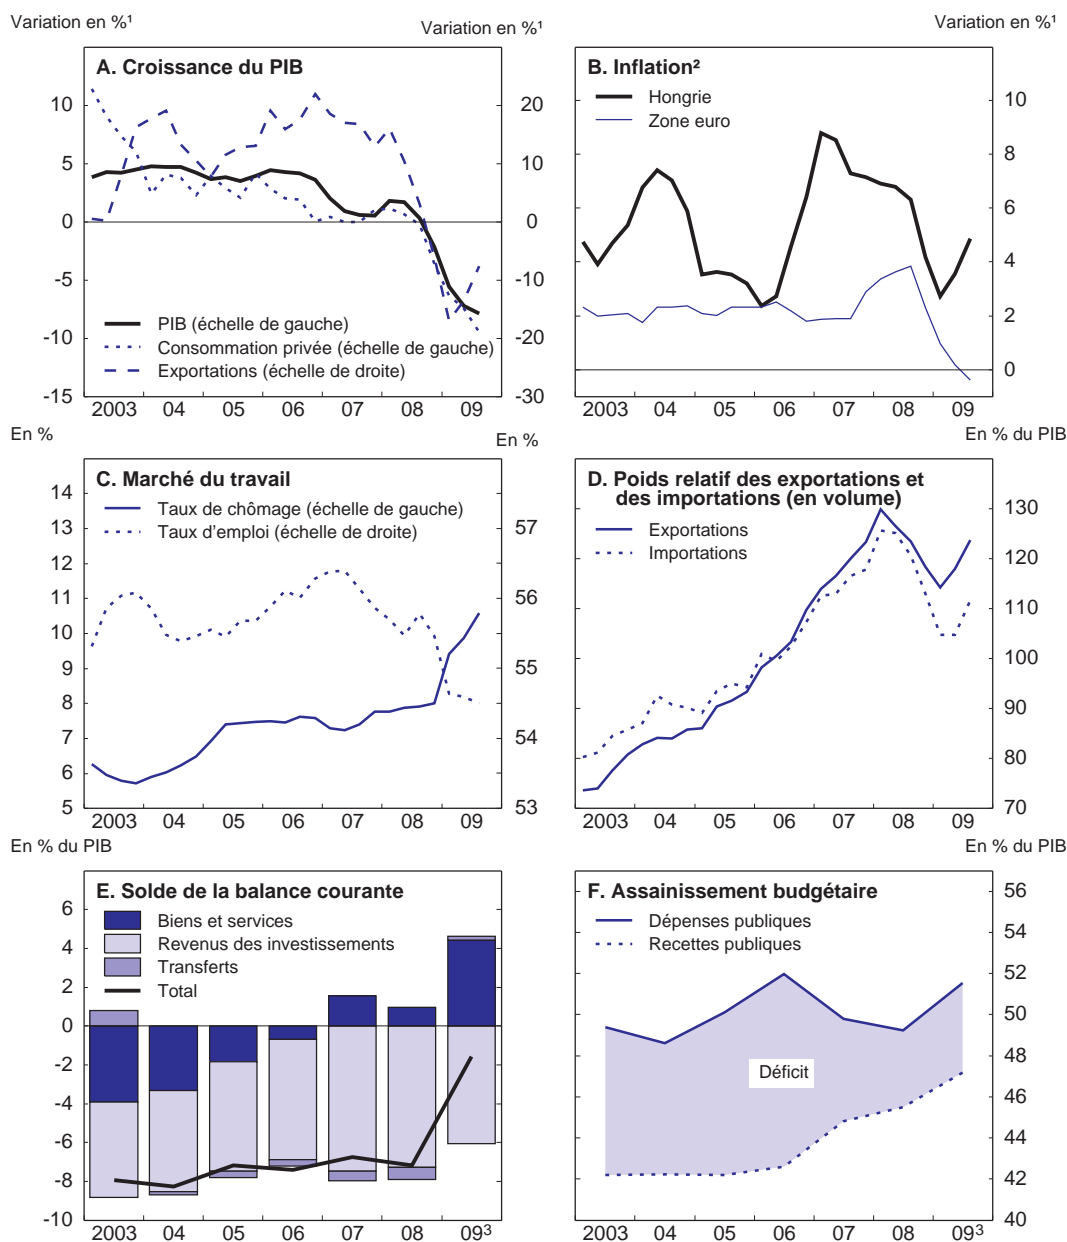 Variation en %¹
Variation en %¹
A. Croissance du PIB
10
5
0
-5
-10
-15
20
10
0
-10
-20
-30
PIB (échelle de gauche)
Consommation privée (échelle de gauche)
Exportations (échelle de droite)
2003 04 05 06 07 08 09
Variation en %¹
B. Inflation²
Hongrie
Zone euro
10
8
6
4
2
0
2003 04 05 06 07 08 09
En %
En %
C. Marché du travail
Taux de chômage (échelle de gauche)
Taux d'emploi (échelle de droite)
14
13
12
11
10
9
8
7
6
5
57
56
55
54
53
2003 04 05 06 07 08 09
En % du PIB
D. Poids relatif des exportations et
des importations (en volume)
Exportations
Importations
130
120
110
100
90
80
70
2003 04 05 06 07 08 09
En % du PIB
E. Solde de la balance courante
Biens et services
Revenus des investissements
Transferts
Total
6
4
2
0
-2
-4
-6
-8
-10
2003 04 05 06 07 08 09³
En % du PIB
F. Assainissement budgétaire
Dépenses publiques
Recettes publiques
Déficit
56
54
52
50
48
46
44
42
40
2003 04 05 06 07 08 09³